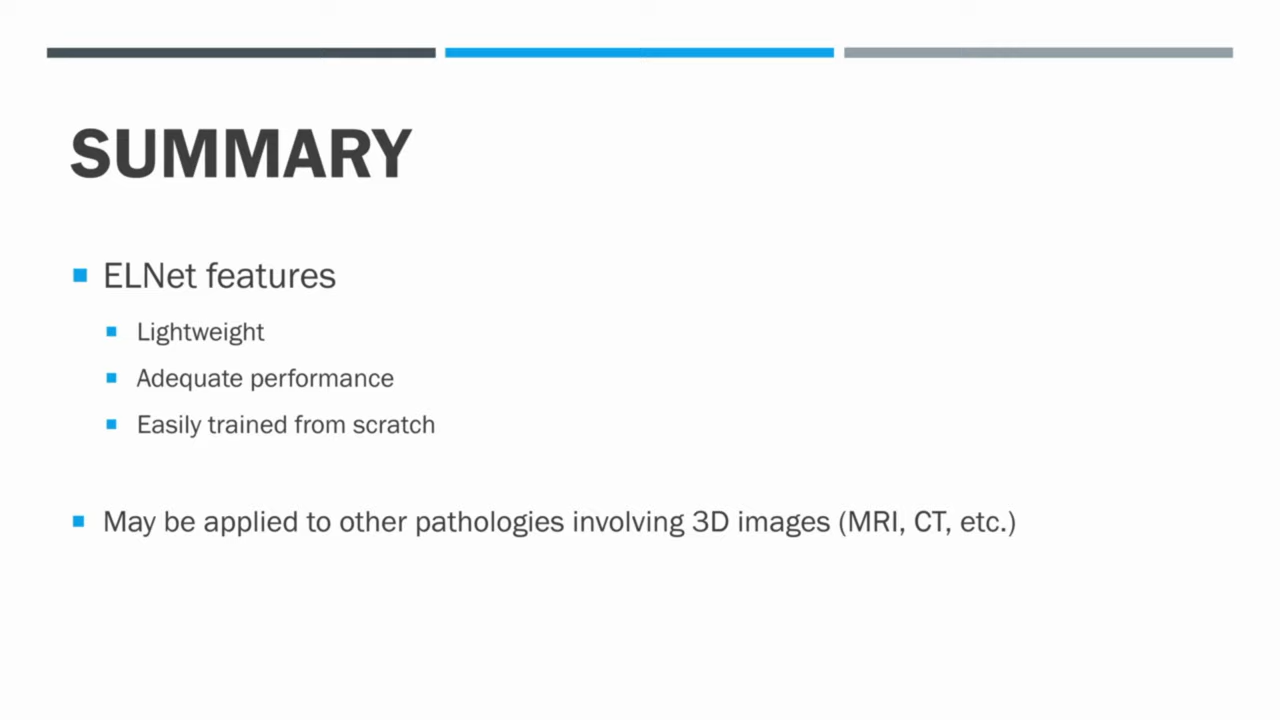 SUMMARY
ELNet features
Lightweight
Adequate performance
Easily trained from scratch
May be applied to other pathologies involving 3D images (MRI, CT, etc.)